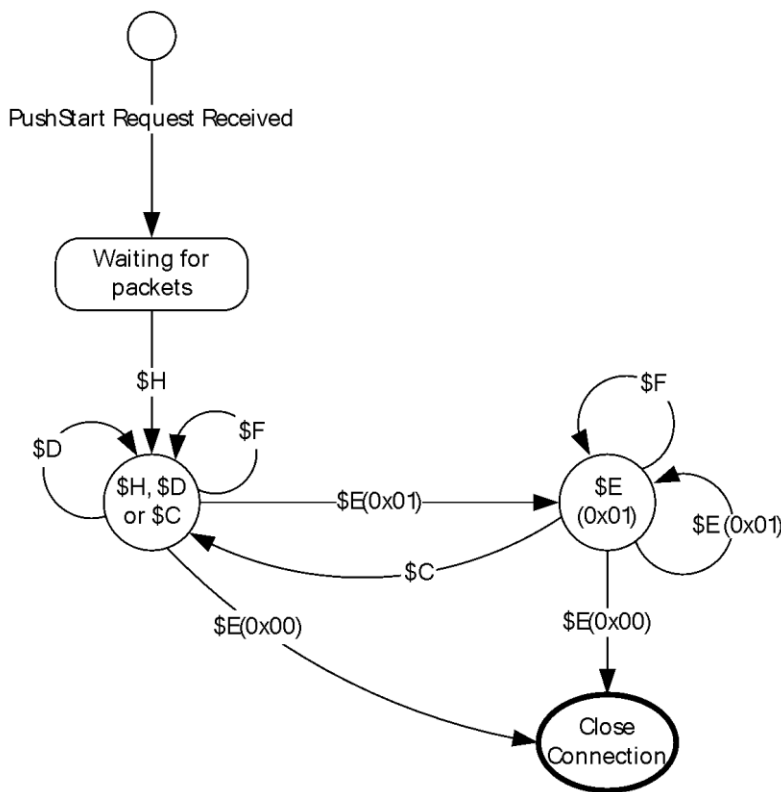 PushStart Request Received
Waiting for
packets
$H
$D
$F
$H, $D
or $C
$E(0x01)
$C
$F
$E
(0x01)
$E(0x01)
$E(0x00)
$E(0x00)
Close
Connection